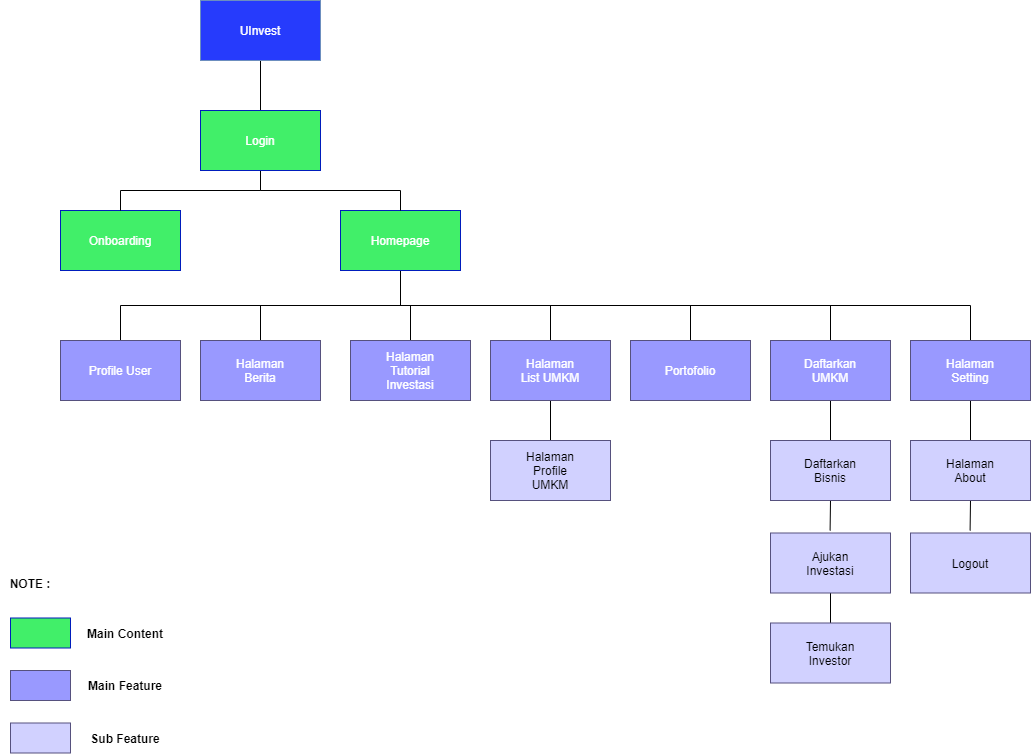 UInvest
Login
Onboarding
Homepage
Profile User
Halaman
Berita
Halaman
Tutorial
Investasi
Halaman
List UMKM
Portofolio
Daftarkan
UMKM
Halaman
Setting
Halaman
Profile
UMKM
Daftarkan
Bisnis
Halaman
About
Ajukan
Investasi
Logout
Temukan
Investor
NOTE :
Main Content
Main Feature
Sub Feature